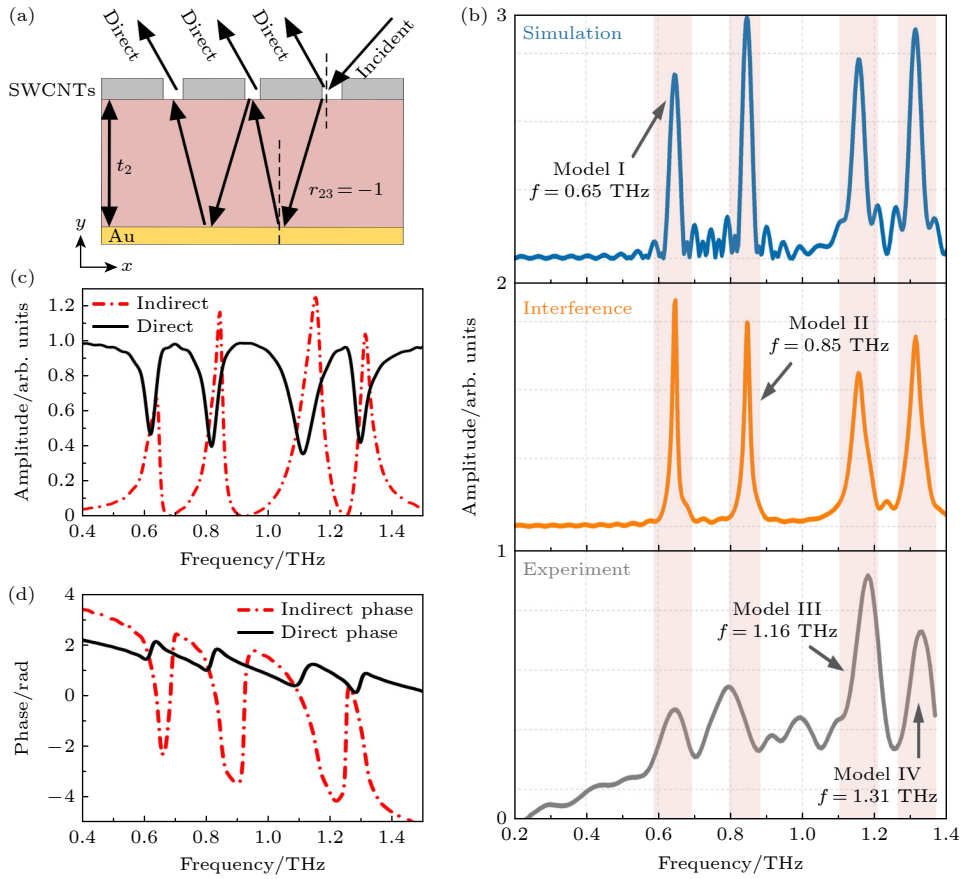 (a)
Direct
Direct
Direct
Incident
SWCNTs
t₂
r₂₃=−1
Au
y
x
(b)
Simulation
Model I
f=0.65 THz
Interference
Model II
f=0.85 THz
Experiment
Model III
f=1.16 THz
Model IV
f=1.31 THz
3
2
1
0
Amplitude/arb. units
0.2
0.6
0.8
1.0
1.2
1.4
Frequency/THz
(c)
Indirect
Direct
1.2
1.0
0.8
0.6
0.4
0.2
0
Amplitude/arb. units
0.4
0.6
0.8
1.0
1.2
1.4
Frequency/THz
(d)
Indirect phase
Direct phase
4
2
0
−2
−4
Phase/rad
0.4
0.6
0.8
1.0
1.2
1.4
Frequency/THz